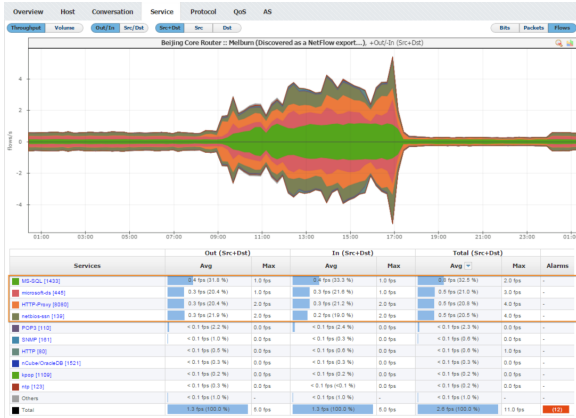 Overview Host Conversation Service Protocol QoS AS
Throughput Volume Out/In Src/Dst Src+Dst Src Dst Bits Packets Flows
Beijing Core Router :: Melburn (Discovered as a NetFlow export...), +Out/-In (Src+Dst)
flows/s
4
2
0
-2
-4
01:00 03:00 05:00 07:00 09:00 11:00 13:00 15:00 17:00 19:00 21:00 23:00 01:0
Out (Src+Dst) In (Src+Dst) Total (Src+Dst)
Services Avg Max Avg Max Avg Max Alarms
MS-SQL [1433] 0.4 fps (31.8 %) 1.0 fps 0.4 fps (33.3 %) 1.0 fps 0.8 fps (32.5 %) 2.0 fps -
microsoft-ds [445] 0.3 fps (20.4 %) 1.0 fps 0.3 fps (21.6 %) 1.0 fps 0.5 fps (21.0 %) 3.0 fps -
HTTP-iProxy [9090] 0.3 fps (20.4 %) 2.0 fps 0.3 fps (21.2 %) 2.0 fps 0.5 fps (20.8 %) 4.0 fps -
netbios-ssn [139] 0.3 fps (21.9 %) 2.0 fps 0.2 fps (19.0 %) 2.0 fps 0.5 fps (20.5 %) 4.0 fps -
POP3 [110] < 0.1 fps (2.2 %) 0.0 fps < 0.1 fps (2.4 %) 0.0 fps < 0.1 fps (2.3 %) 0.0 fps -
SNMP [161] < 0.1 fps (1.0 %) 0.0 fps < 0.1 fps (0.6 %) 0.0 fps < 0.1 fps (0.8 %) 0.0 fps -
HTTP [80] < 0.1 fps (0.5 %) 0.0 fps < 0.1 fps (0.6 %) 0.0 fps < 0.1 fps (0.6 %) 1.0 fps -
nCube/OracleDB [1521] < 0.1 fps (0.3 %) 0.0 fps < 0.1 fps (0.3 %) 0.0 fps < 0.1 fps (0.3 %) 0.0 fps -
kpop [1109] < 0.1 fps (0.2 %) 0.0 fps < 0.1 fps (0.2 %) 0.0 fps < 0.1 fps (0.2 %) 0.0 fps -
ntp [123] < 0.1 fps (0.3 %) 0.0 fps < 0.1 fps (<0.1 %) 0.0 fps < 0.1 fps (0.2 %) 0.0 fps -
Others < 0.1 fps (1.0 %) - < 0.1 fps (1.0 %) - < 0.1 fps (1.0 %) - -
Total 1.3 fps (100.0 %) 5.0 fps 1.3 fps (100.0 %) 5.0 fps 2.6 fps (100.0 %) 11.0 fps (12)